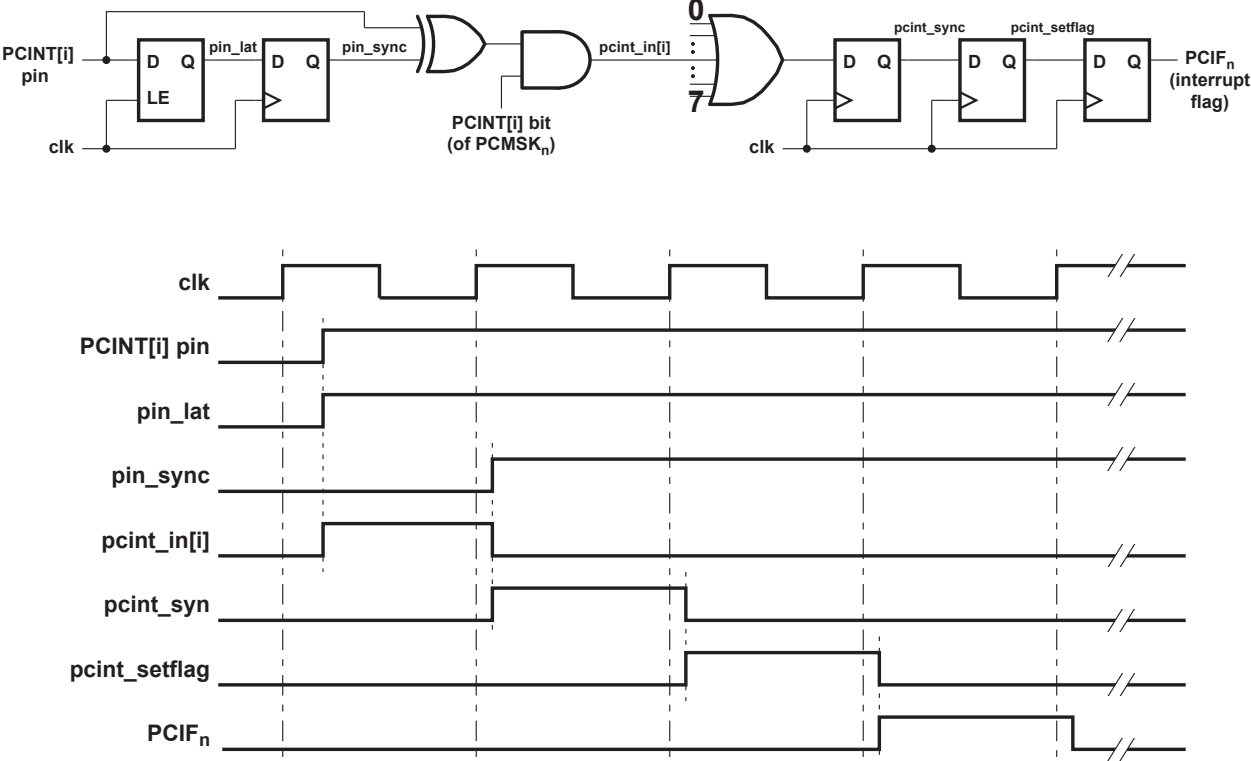 0
pin_lat
pin_sync
pcint_in[i]
pcint_sync
pcint_setflag
PCINT[i]
pin
D Q
D Q
D Q
D Q
D Q
PCIFn
(interrupt
flag)
LE
7
PCINT[i] bit
(of PCMSKn)
clk
clk
clk
PCINT[i] pin
pin_lat
pin_sync
pcint_in[i]
pcint_syn
pcint_setflag
PCIFn